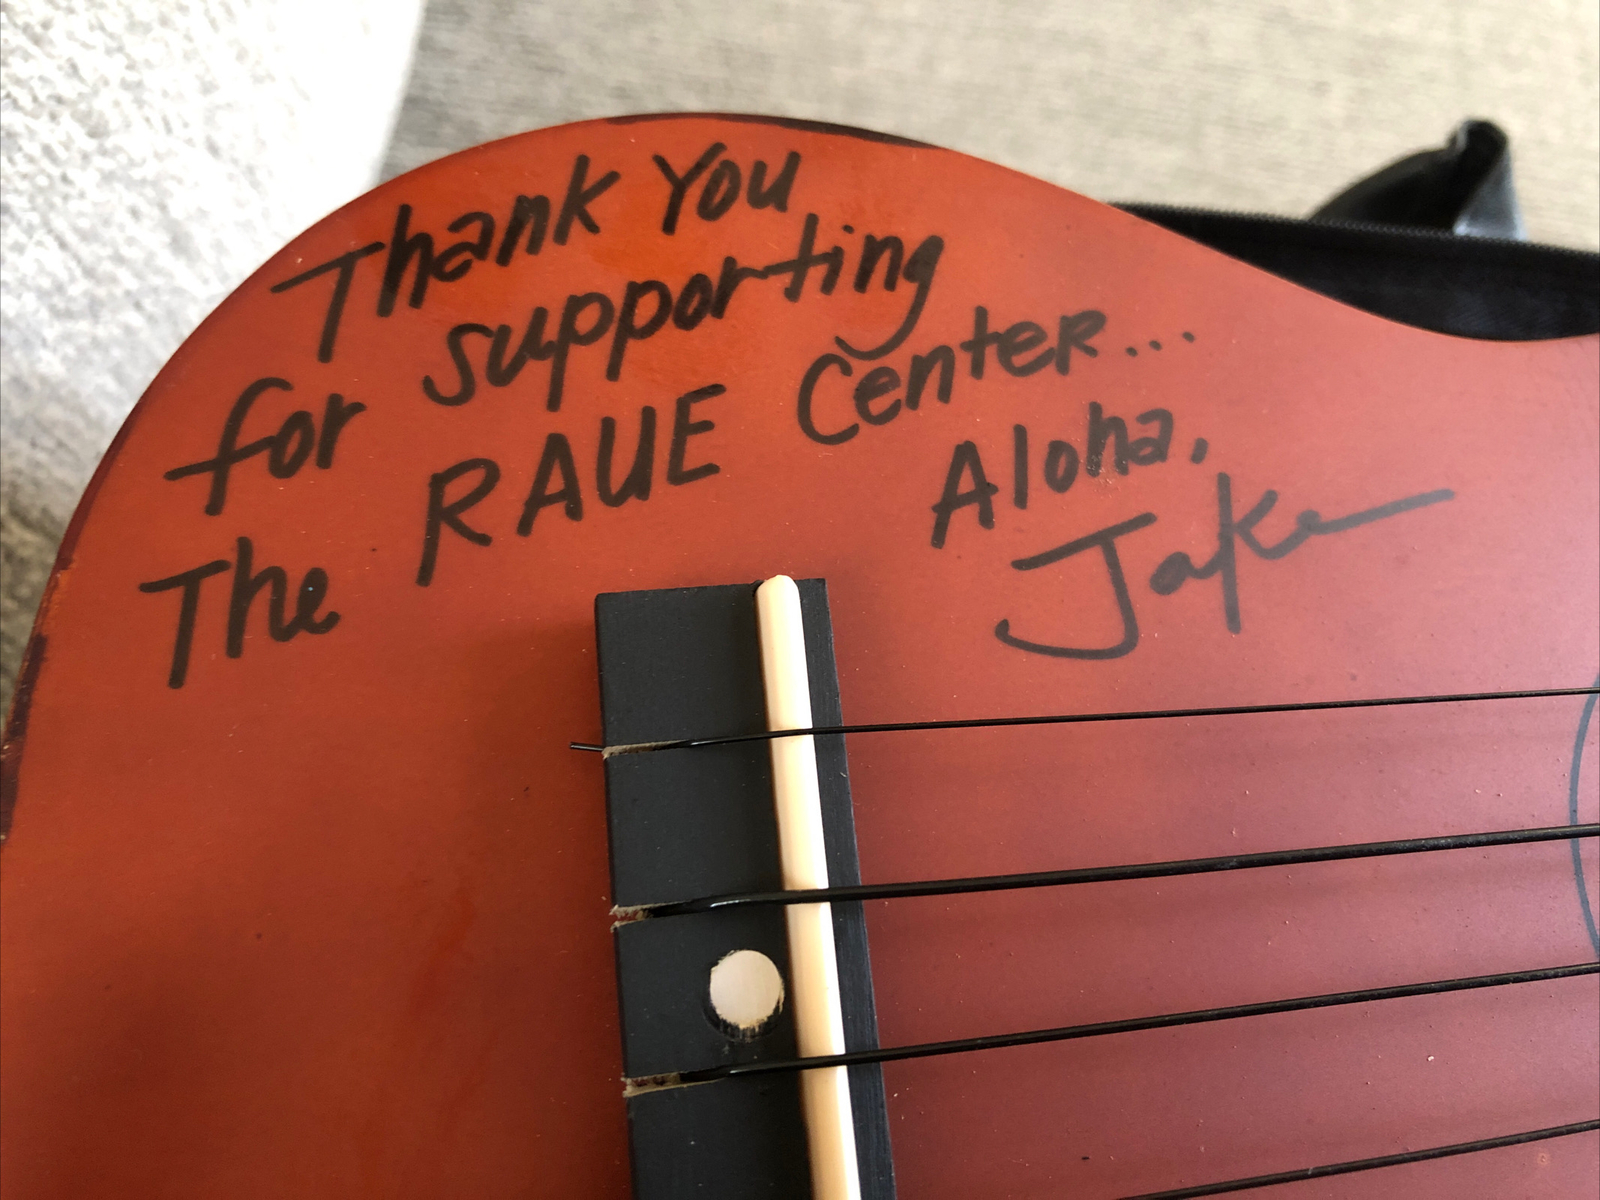 Thank You
for supporting
The RAUE Center...
Aloha,
Jake